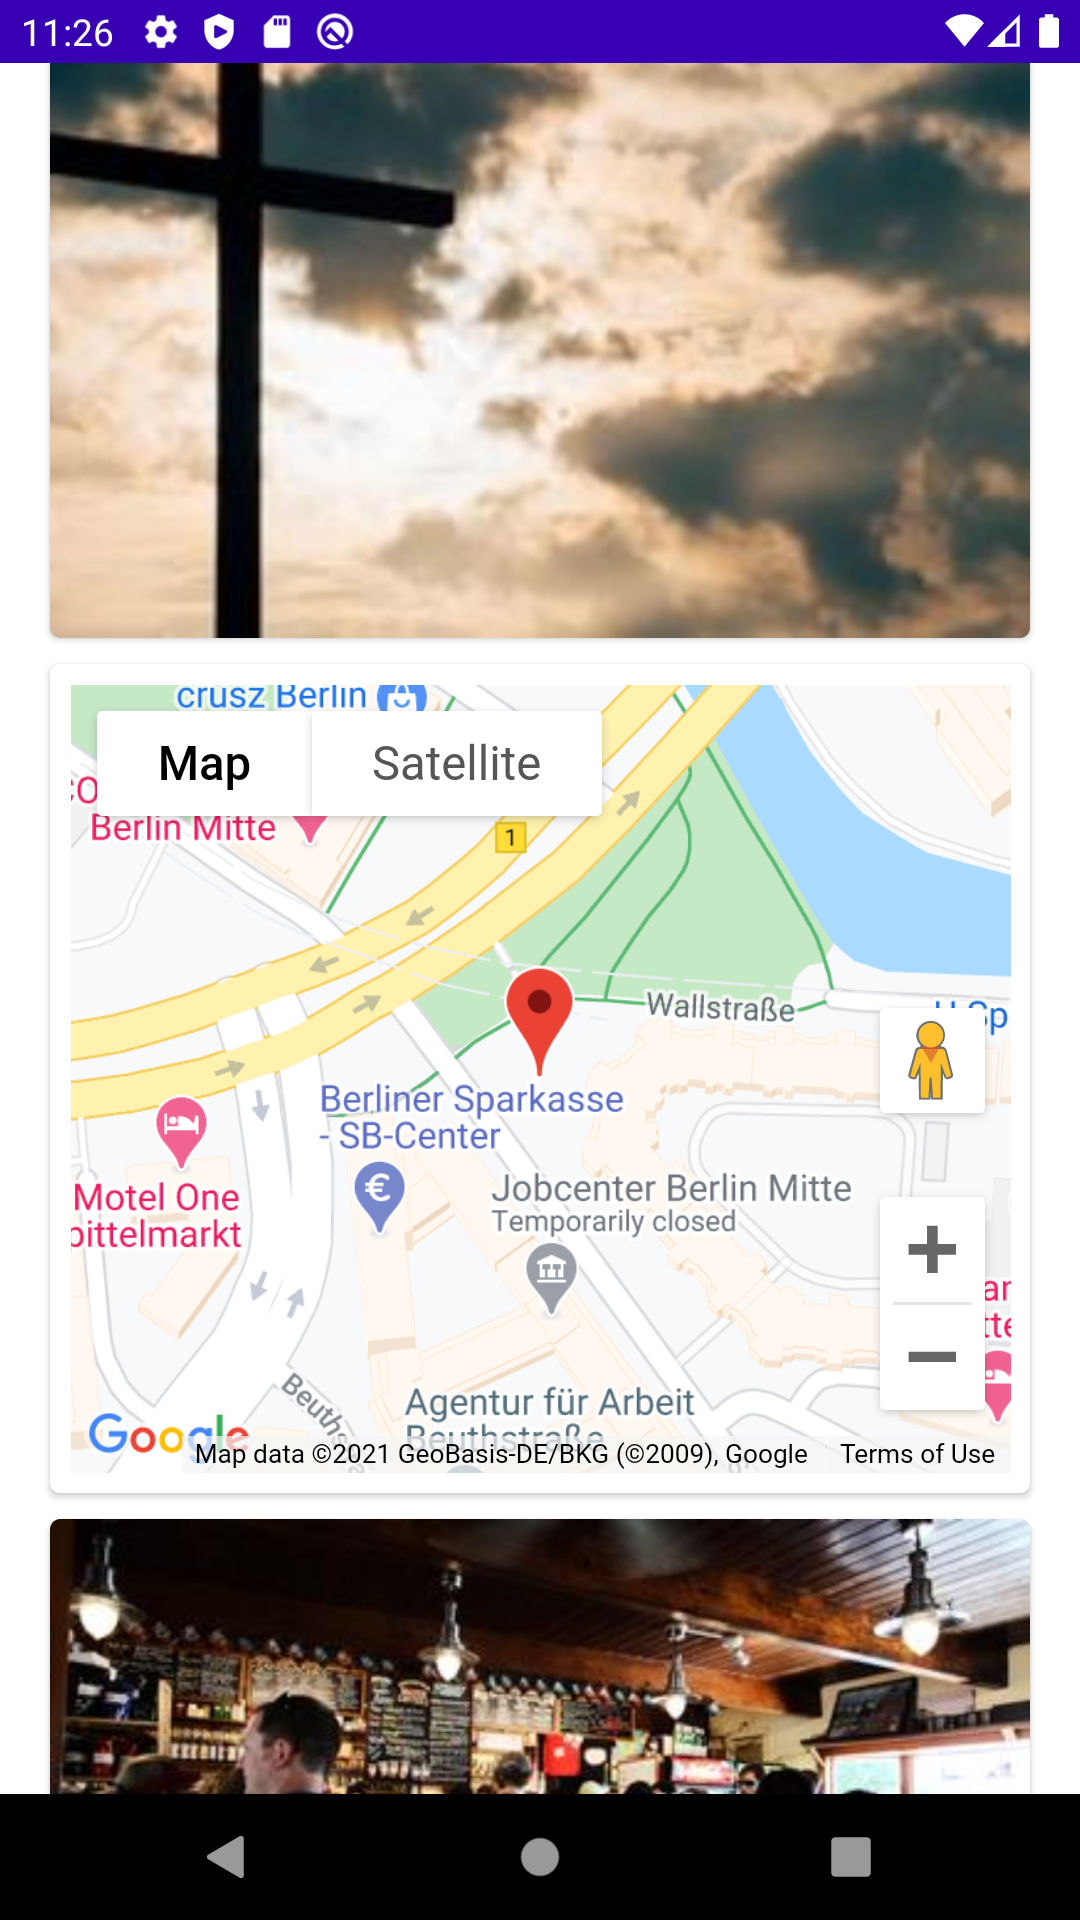 11:26
crusz Berlin
Map
Satellite
Berlin Mitte
1
Wallstraße
Berliner Sparkasse
- SB-Center
€
Motel One
pittelmarkt
Jobcenter Berlin Mitte
Temporarily closed
Agentur für Arbeit
Beuthstraße
Beuths
Google
Map data ©2021 GeoBasis-DE/BKG (©2009), Google
Terms of Use